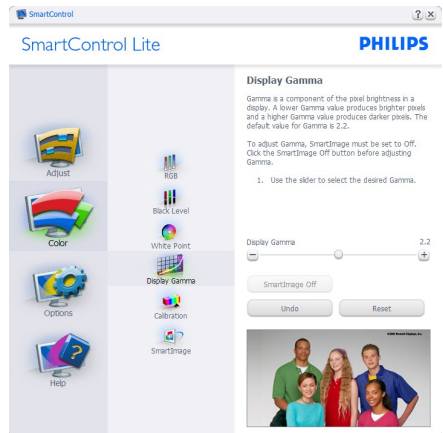 SmartControl
SmartControl Lite
PHILIPS
Adjust
Color
Options
Help
RGB
Black Level
White Point
Display Gamma
Calibration
SmartImage
Display Gamma
Gamma is a component of the pixel brightness in a
display. A lower Gamma value produces brighter pixels
and a higher Gamma value produces darker pixels. The
default value for Gamma is 2.2.
To adjust Gamma, SmartImage must be set to Off.
Click the SmartImage Off button before adjusting
Gamma.
1. Use the slider to select the desired Gamma.
Display Gamma 2.2
SmartImage Off
Undo Reset